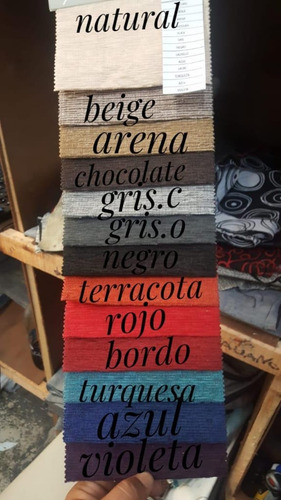 natural
beige
arena
chocolate
gris.c
gris.o
negro
terracota
rojo
bordo
turquesa
azul
violeta